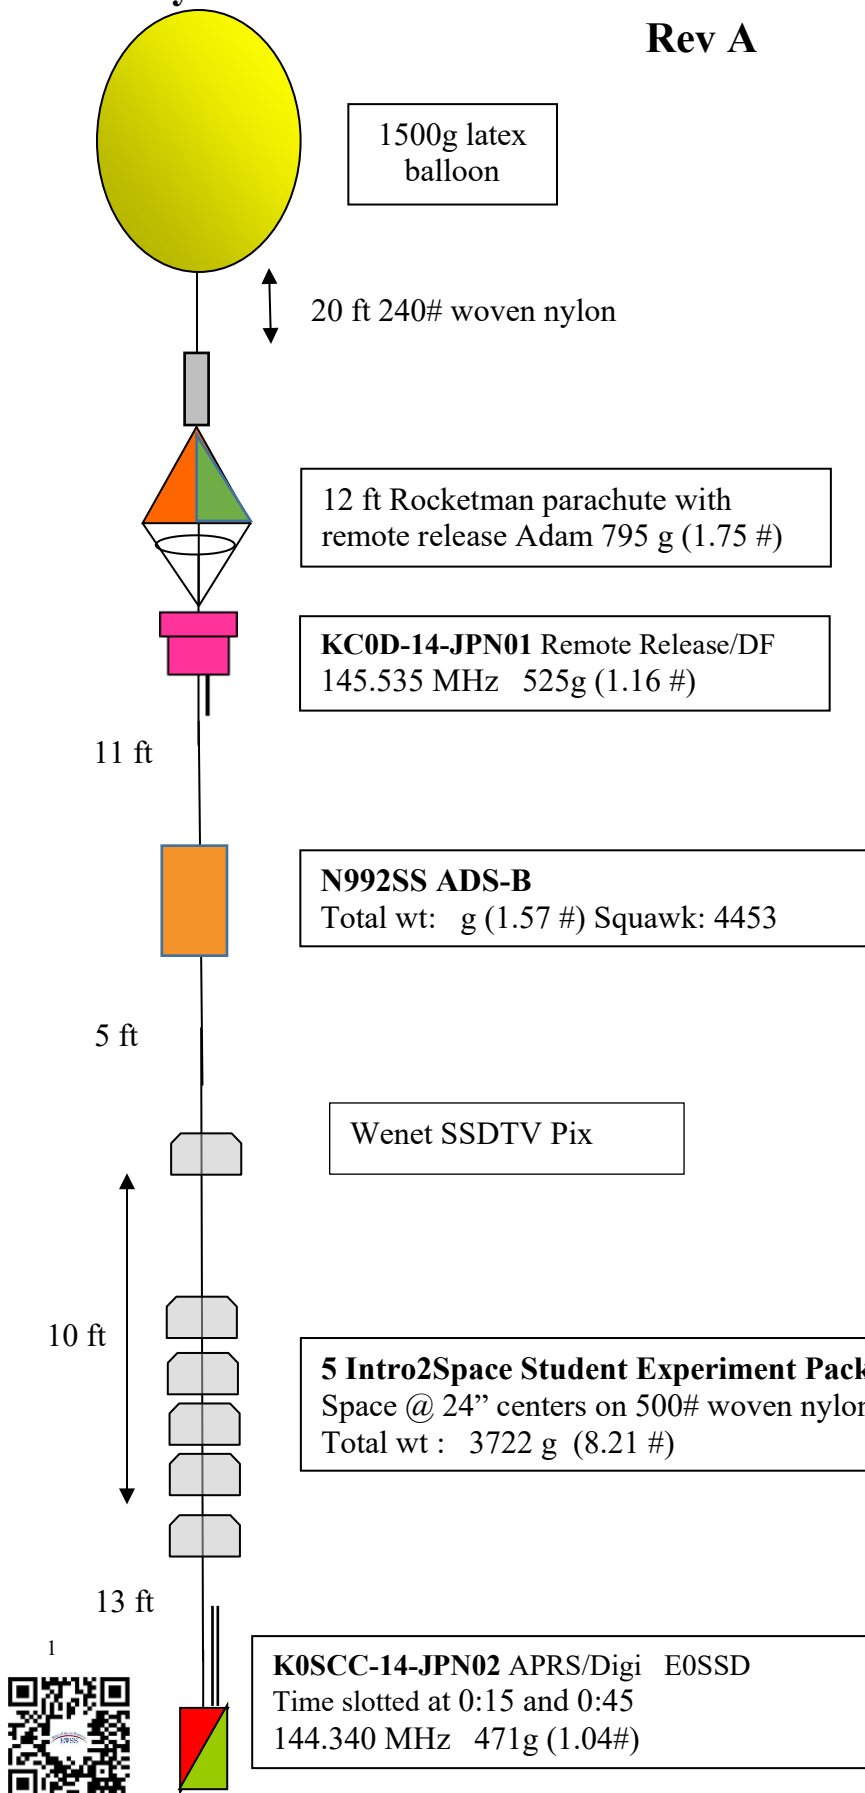 Rev A
1500g latex
balloon
20 ft 240# woven nylon
12 ft Rocketman parachute with
remote release Adam 795 g (1.75 #)
KC0D-14-JPN01 Remote Release/DF
145.535 MHz   525g (1.16 #)
11 ft
N992SS ADS-B
Total wt:   g (1.57 #) Squawk: 4453
5 ft
Wenet SSDTV Pix
10 ft
5 Intro2Space Student Experiment Pack
Space @ 24” centers on 500# woven nylon
Total wt :   3722 g  (8.21 #)
13 ft
1
K0SCC-14-JPN02 APRS/Digi   E0SSD
Time slotted at 0:15 and 0:45
144.340 MHz   471g (1.04#)